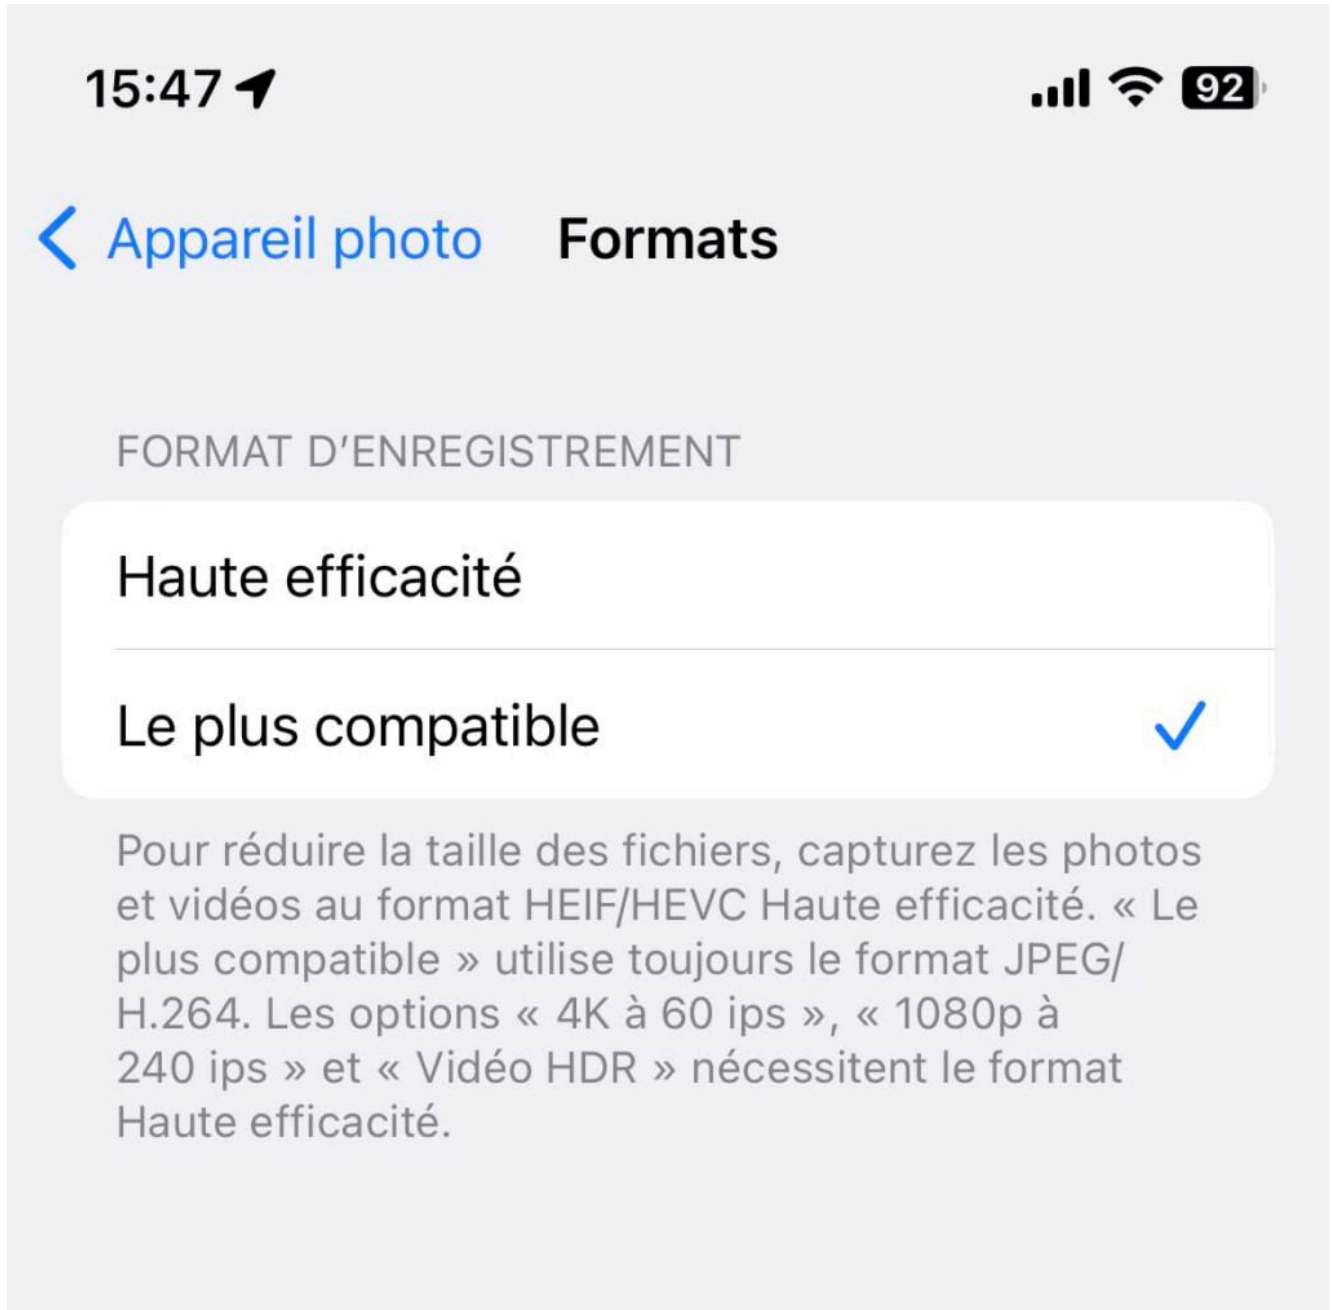 15:47
92
Appareil photo
Formats
FORMAT D’ENREGISTREMENT
Haute efficacité
Le plus compatible
Pour réduire la taille des fichiers, capturez les photos
et vidéos au format HEIF/HEVC Haute efficacité. « Le
plus compatible » utilise toujours le format JPEG/
H.264. Les options « 4K à 60 ips », « 1080p à
240 ips » et « Vidéo HDR » nécessitent le format
Haute efficacité.